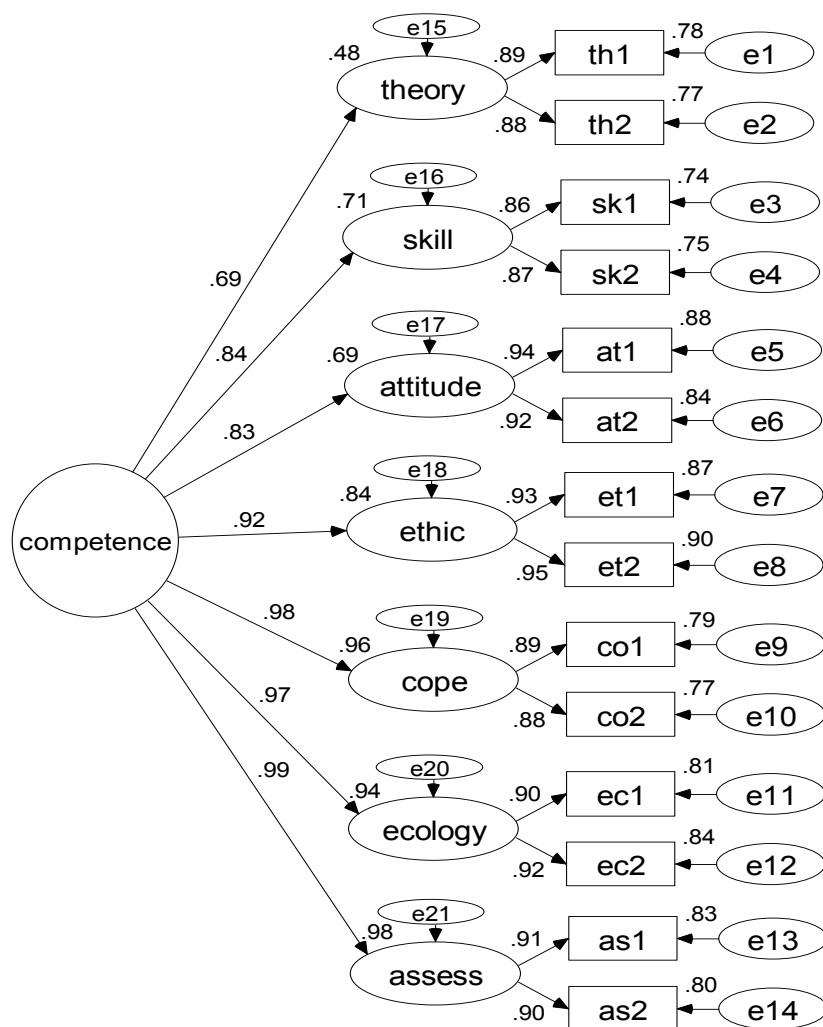 e15
.48
.89
.78
theory
th1
e1
.88
.77
th2
e2
e16
.71
.86
.74
skill
sk1
e3
.69
.87
.75
sk2
e4
e17
.84
.69
.94
.88
attitude
at1
e5
.83
.92
.84
at2
e6
e18
.92
.84
.93
.87
competence
ethic
et1
e7
.95
.90
et2
e8
.98
e19
.96
.89
.79
cope
co1
e9
.97
.88
.77
co2
e10
.99
e20
.94
.90
.81
ecology
ec1
e11
.92
.84
ec2
e12
e21
.98
.91
.83
assess
as1
e13
.90
.80
as2
e14